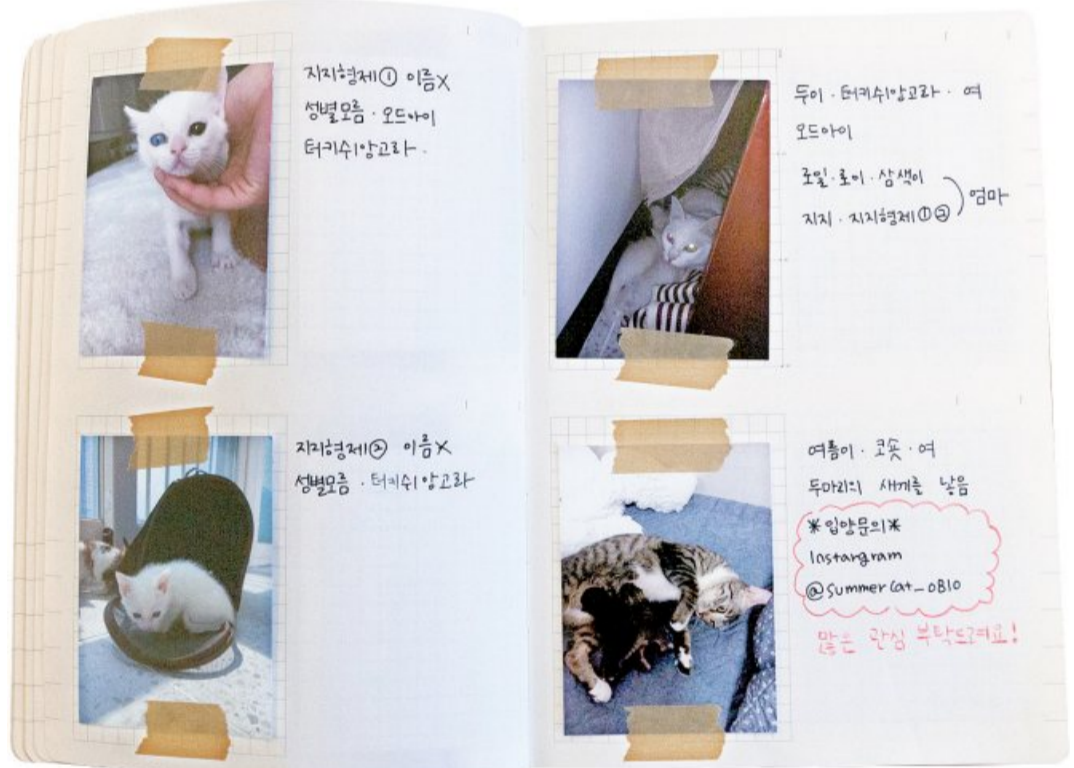 지지형제① 이름X
성별모름 · 오드아이
터키쉬앙고라.
지지형제② 이름X
성별모름 · 터키쉬앙고라
두이 · 터키쉬앙고라 · 여
오드아이
로일 · 로이 · 삼색이
지지 · 지지형제①②
엄마
여름이 · 코숏 · 여
두마리의 새끼를 낳음
*입양문의*
Instargram
@summercat_0810
많은 관심 부탁드려요!